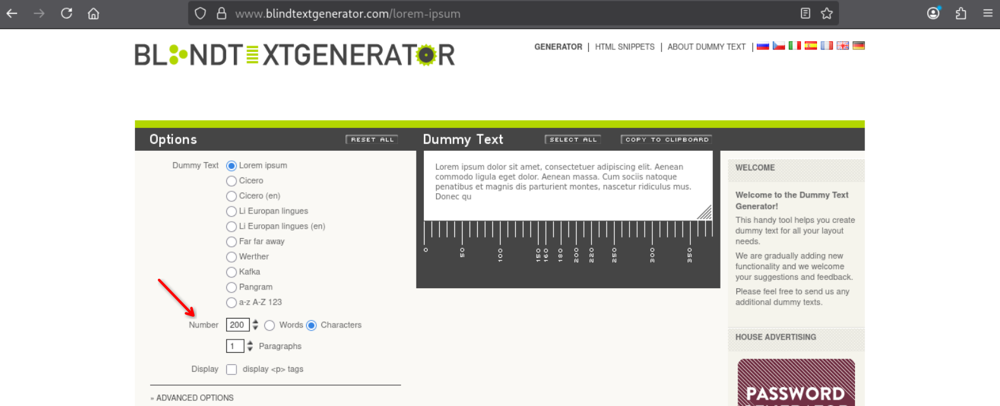 www.blindtextgenerator.com/lorem-ipsum
BLINDTEXTGENERATOR
GENERATOR | HTML SNIPPETS | ABOUT DUMMY TEXT |
Options
RESET ALL
Dummy Text
SELECT ALL
COPY TO CLIPBOARD
Dummy Text
Lorem ipsum
Cicero
Cicero (en)
Li Europan lingues
Li Europan lingues (en)
Far far away
Werther
Kafka
Pangram
a-z A-Z 123
Number 200 Words Characters
1 Paragraphs
Display display <p> tags
» ADVANCED OPTIONS
Lorem ipsum dolor sit amet, consectetuer adipiscing elit. Aenean
commodo ligula eget dolor. Aenean massa. Cum sociis natoque
penatibus et magnis dis parturient montes, nascetur ridiculus mus.
Donec qu
0 50 100 150 160 180 200 220 250 300 350
WELCOME
Welcome to the Dummy Text
Generator!
This handy tool helps you create
dummy text for all your layout
needs.
We are gradually adding new
functionality and we welcome
your suggestions and feedback.
Please feel free to send us any
additional dummy texts.
HOUSE ADVERTISING
PASSWORD